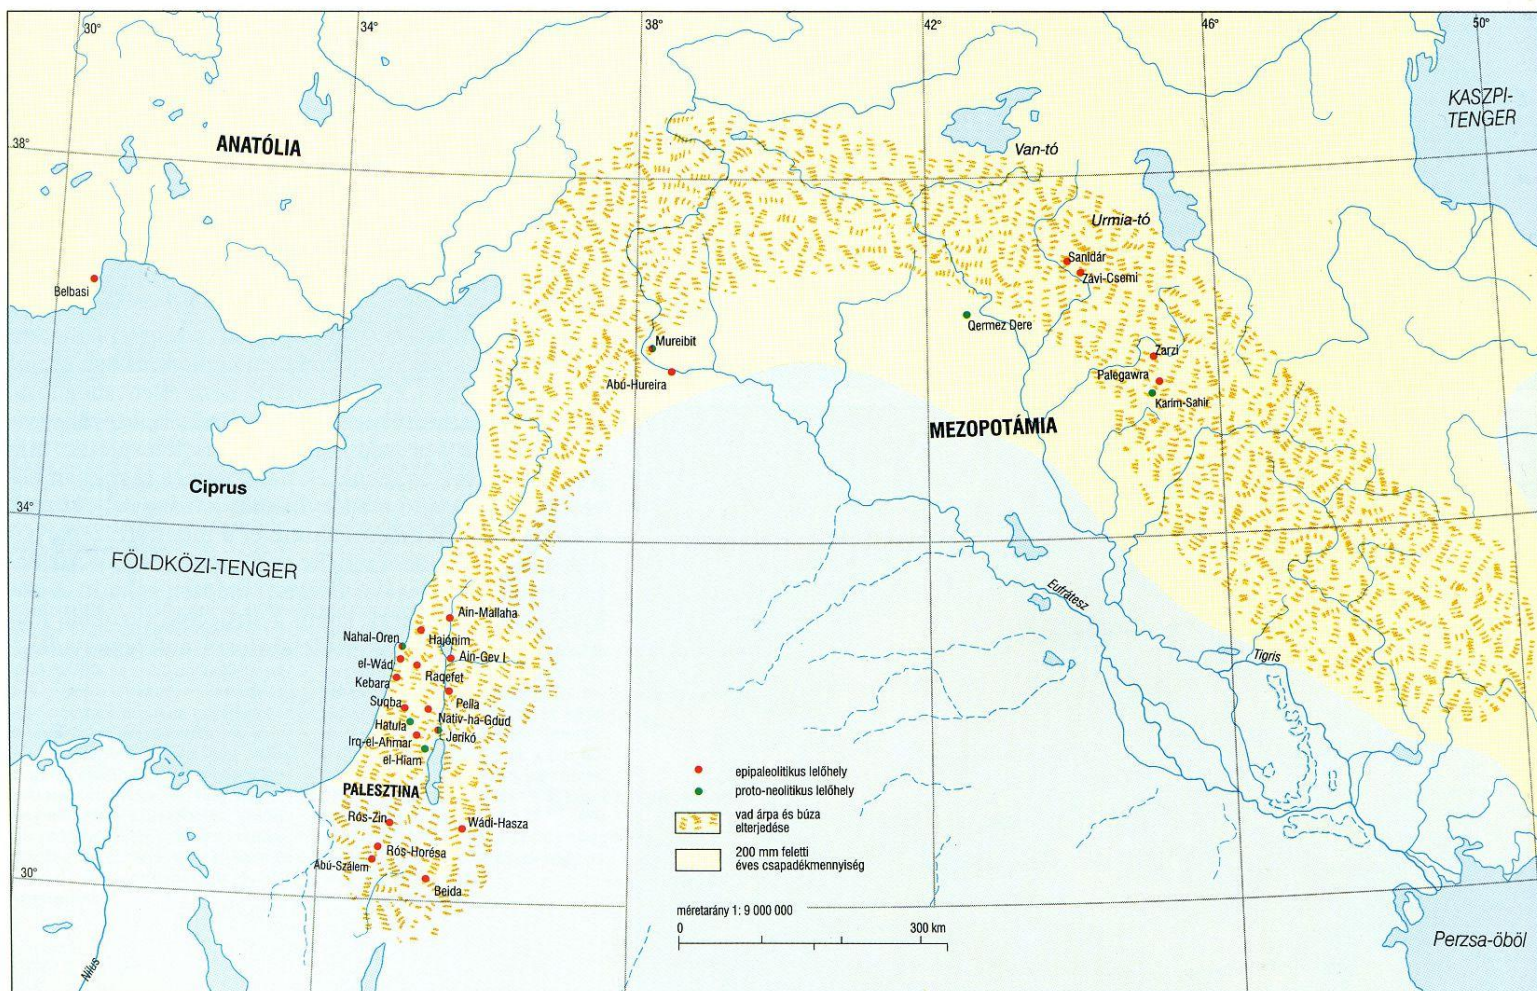 30°
34°
38°
42°
46°
50°
KASZPI-
TENGER
ANATÓLIA
38°
Van-tó
Urmia-tó
Sanidár
Závi-Csemi
Belbasi
Qermez Dere
Mureibit
Zarzi
Abú-Hureira
Palegawra
Karim-Sahir
MEZOPOTÁMIA
Ciprus
34°
FÖLDKÖZI-TENGER
Eufrátesz
Ain-Mallaha
Nahal-Oren
Hajónim
el-Wád
Ain-Gev I
Kebara
Raqefet
Tigris
Suqba
Pella
Hatula
Nativ-ha-Gdud
Irq-el-Ahmar
Jerikó
el-Hiam
PALESZTINA
Rós-Zin
Wádi-Hasza
Rós-Horésa
Abú-Szálem
30°
Beida
epipaleolitikus lelőhely
proto-neolitikus lelőhely
vad árpa és búza
elterjedése
200 mm feletti
éves csapadékmennyiség
méretarány 1: 9 000 000
0
300 km
Perzsa-öböl
Nílus